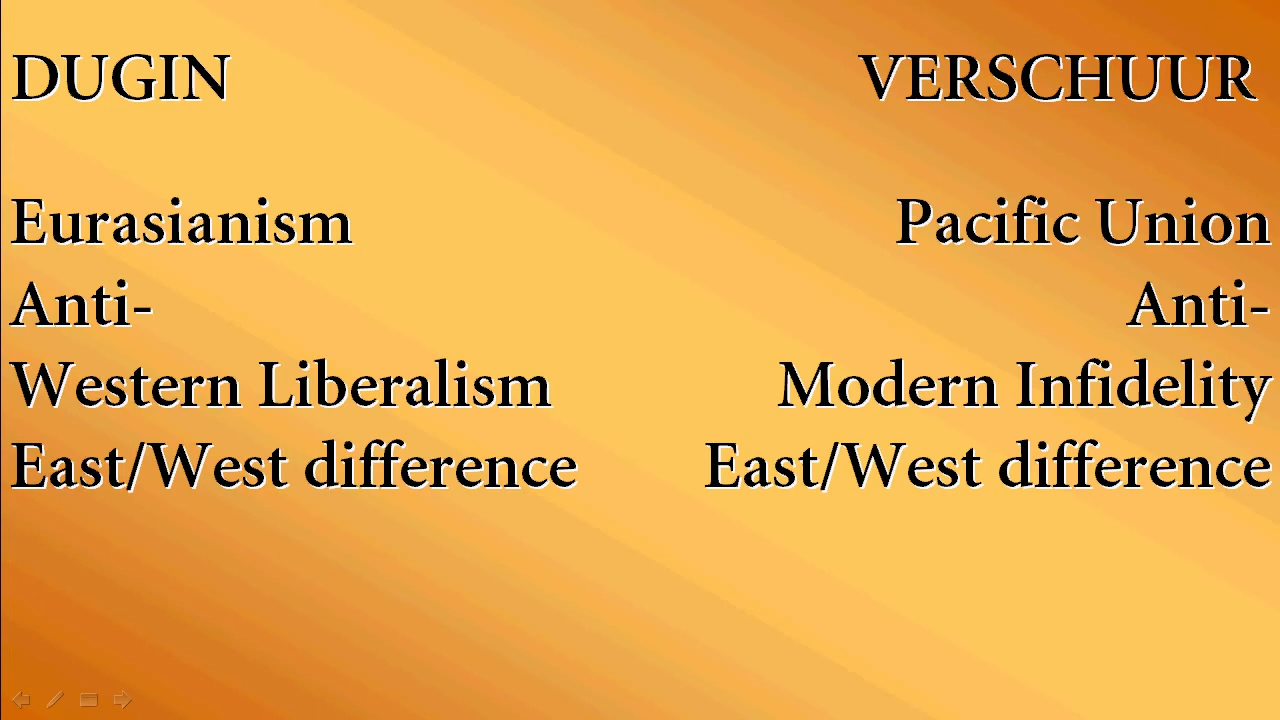 DUGIN
Eurasianism
Anti-
Western Liberalism
East/West difference
VERSCHUUR
Pacific Union
Anti-
Modern Infidelity
East/West difference